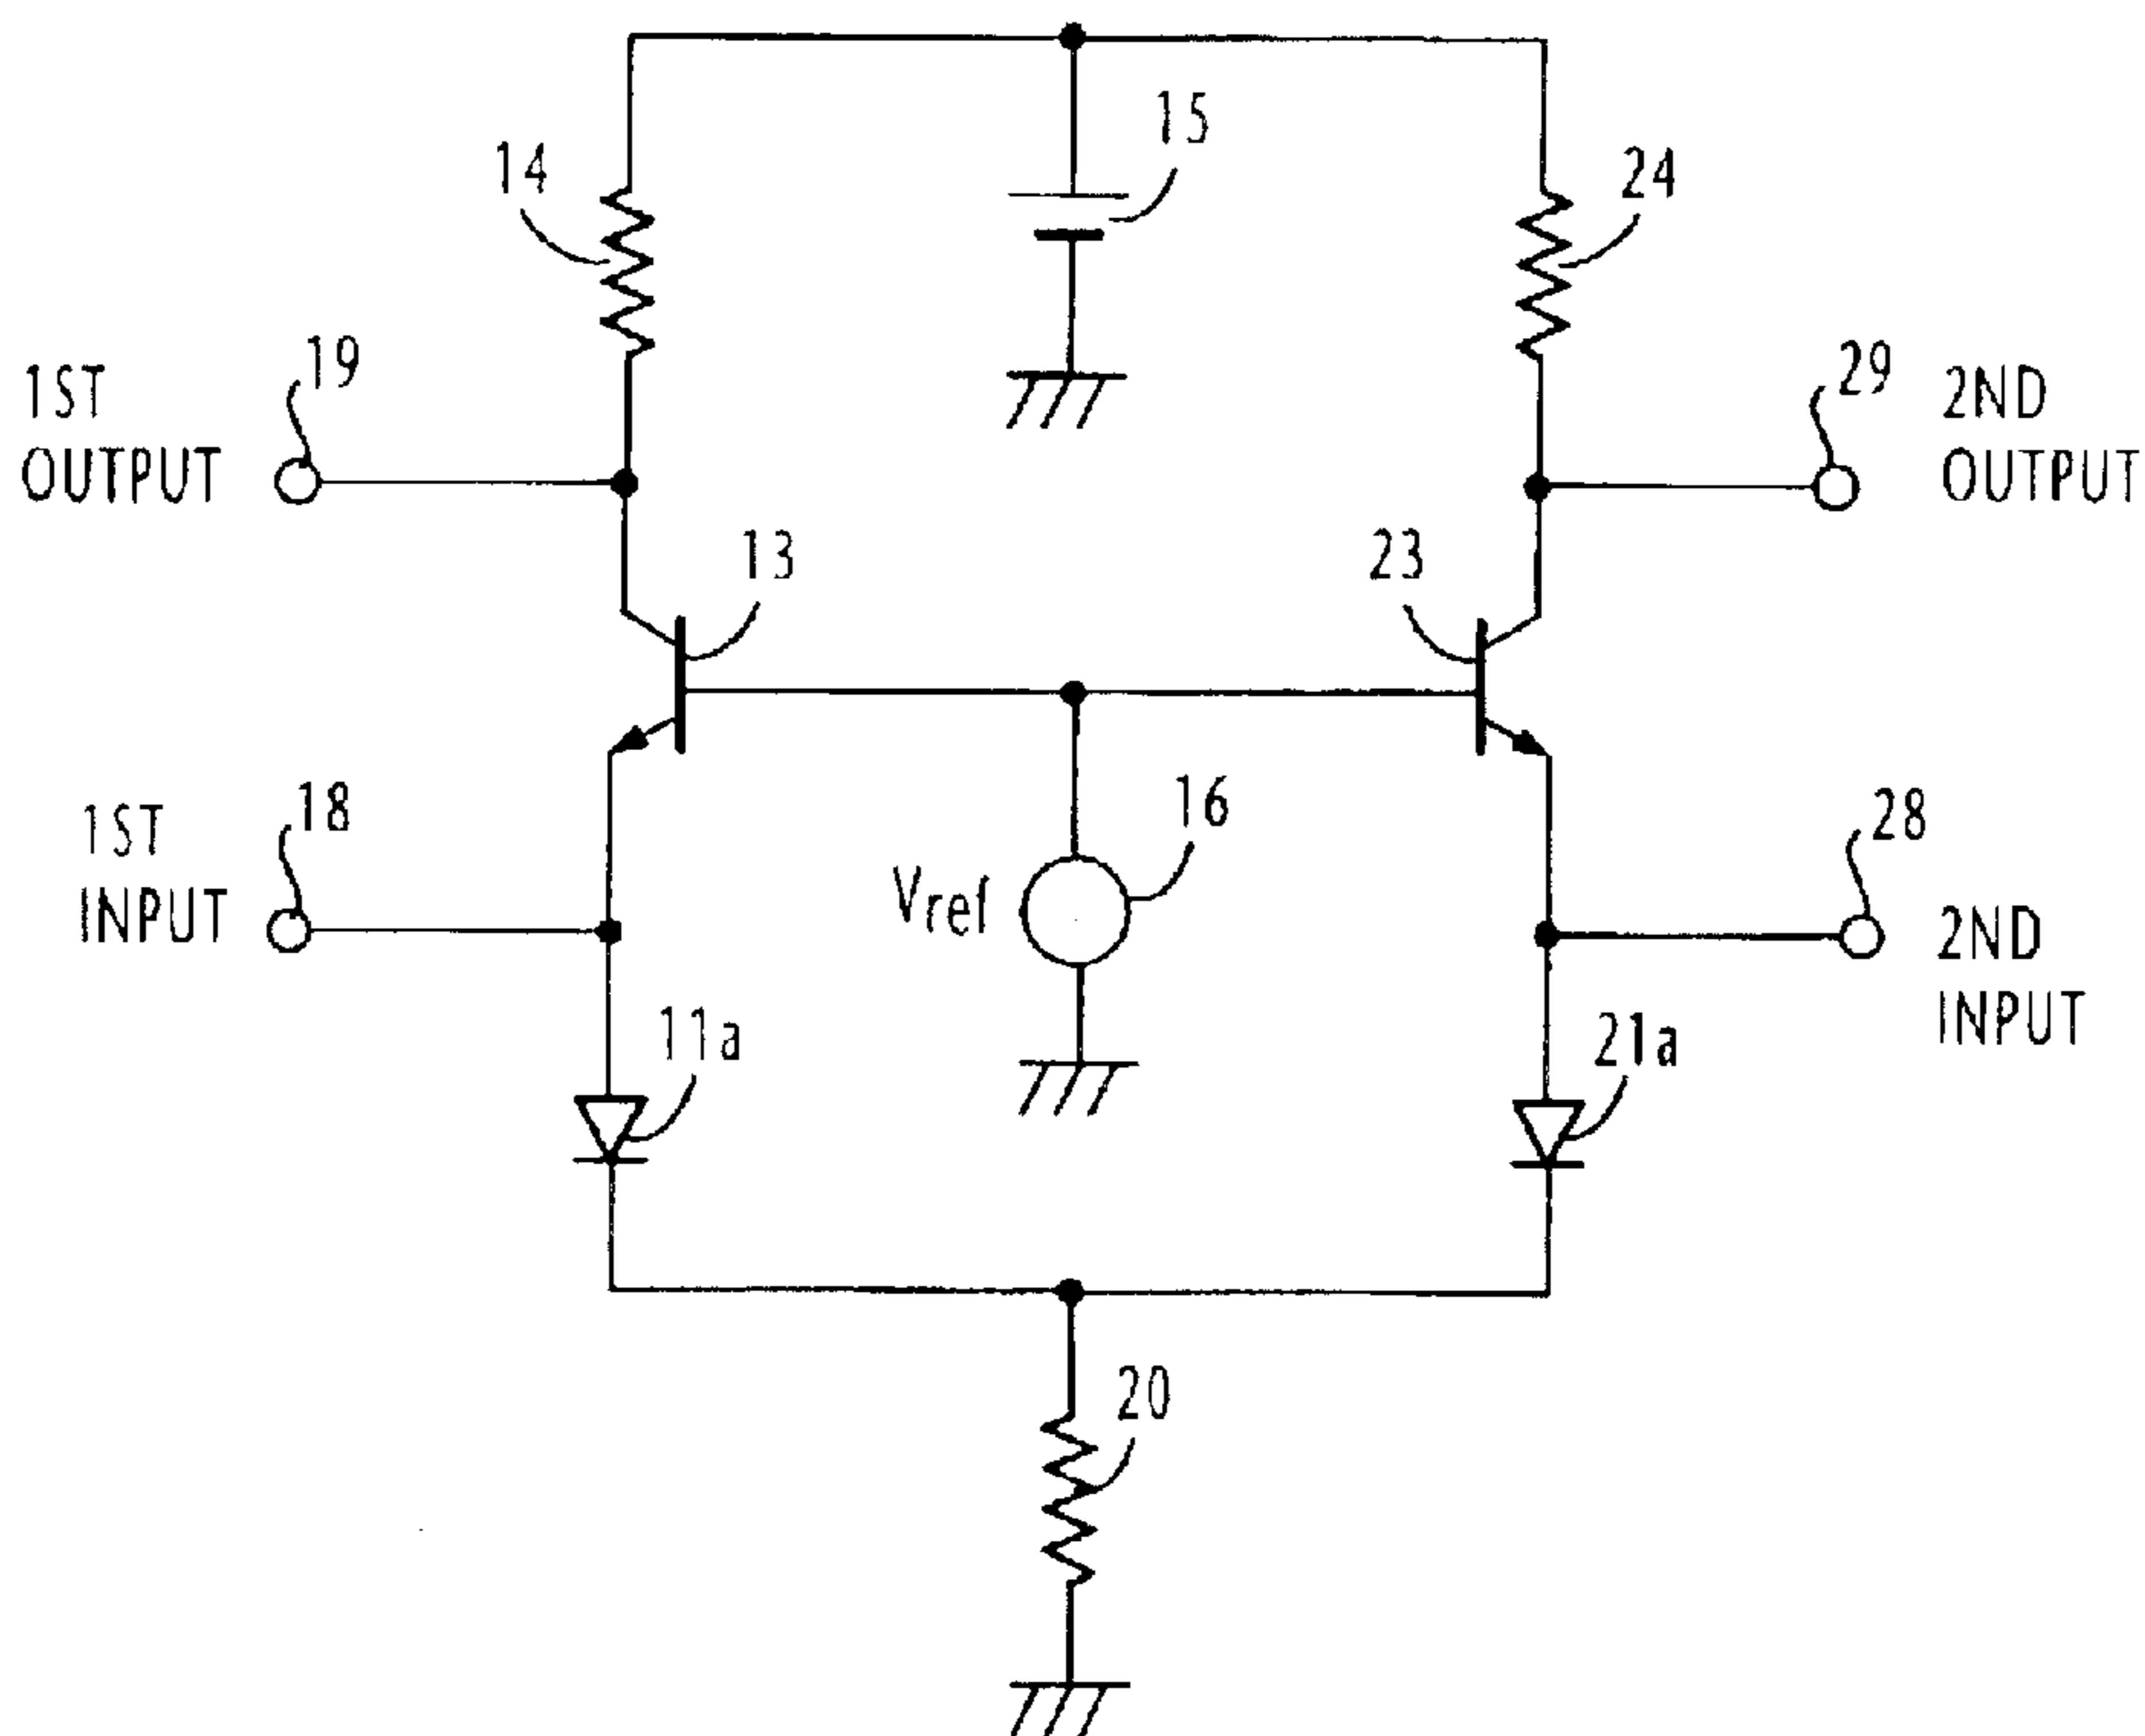 15
14
24
19
29
1ST
OUTPUT
2ND
OUTPUT
13
23
16
18
28
1ST
INPUT
Vref
2ND
INPUT
11a
21a
20